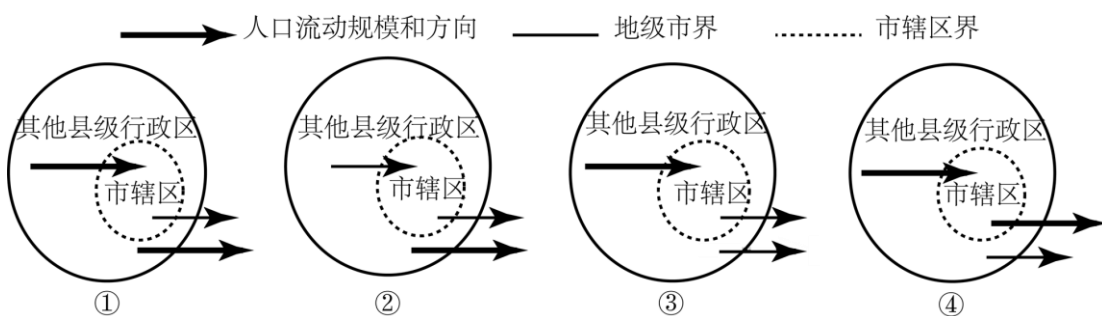 人口流动规模和方向 地级市界 市辖区界
其他县级行政区 其他县级行政区 其他县级行政区 其他县级行政区
市辖区 市辖区 市辖区 市辖区
① ② ③ ④